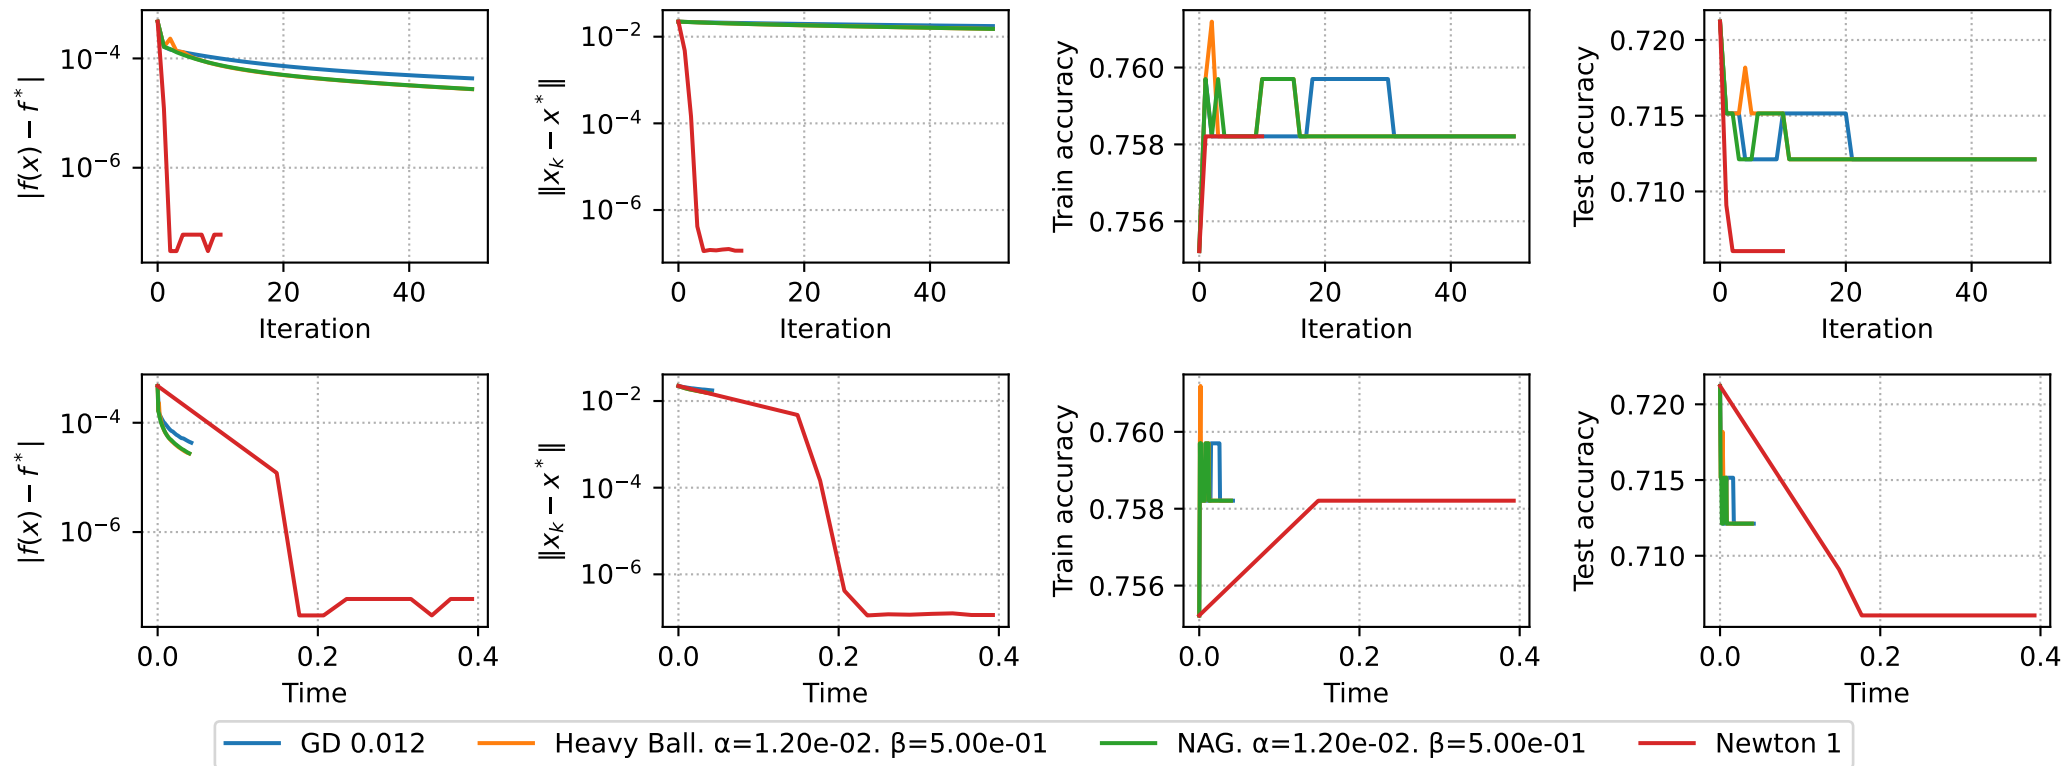 |f(x) − f*|
10⁻⁴
10⁻⁶
0 20 40
Iteration
‖x_k − x*‖
10⁻²
10⁻⁴
10⁻⁶
0 20 40
Iteration
Train accuracy
0.760
0.758
0.756
0 20 40
Iteration
Test accuracy
0.720
0.715
0.710
0 20 40
Iteration
|f(x) − f*|
10⁻⁴
10⁻⁶
0.0 0.2 0.4
Time
‖x_k − x*‖
10⁻²
10⁻⁴
10⁻⁶
0.0 0.2 0.4
Time
Train accuracy
0.760
0.758
0.756
0.0 0.2 0.4
Time
Test accuracy
0.720
0.715
0.710
0.0 0.2 0.4
Time
GD 0.012 Heavy Ball. α=1.20e-02. β=5.00e-01 NAG. α=1.20e-02. β=5.00e-01 Newton 1